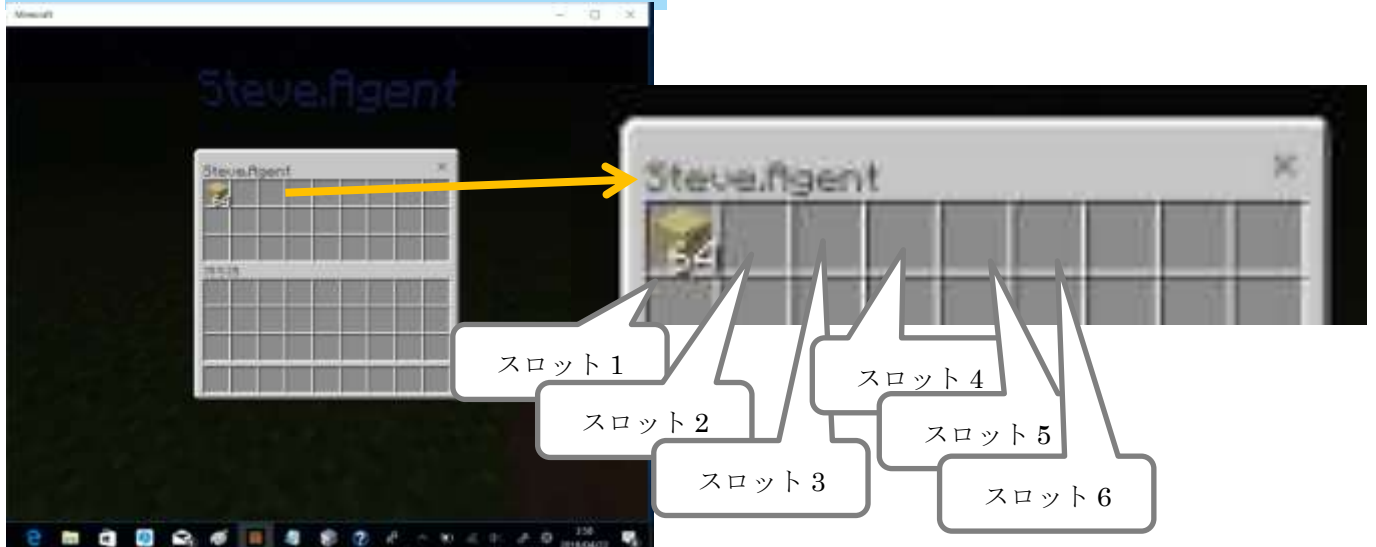 Minecraft
Steve.Agent
Steve.Agent
64
Steve.Agent
64
スロット 1
スロット 2
スロット 3
スロット 4
スロット 5
スロット 6